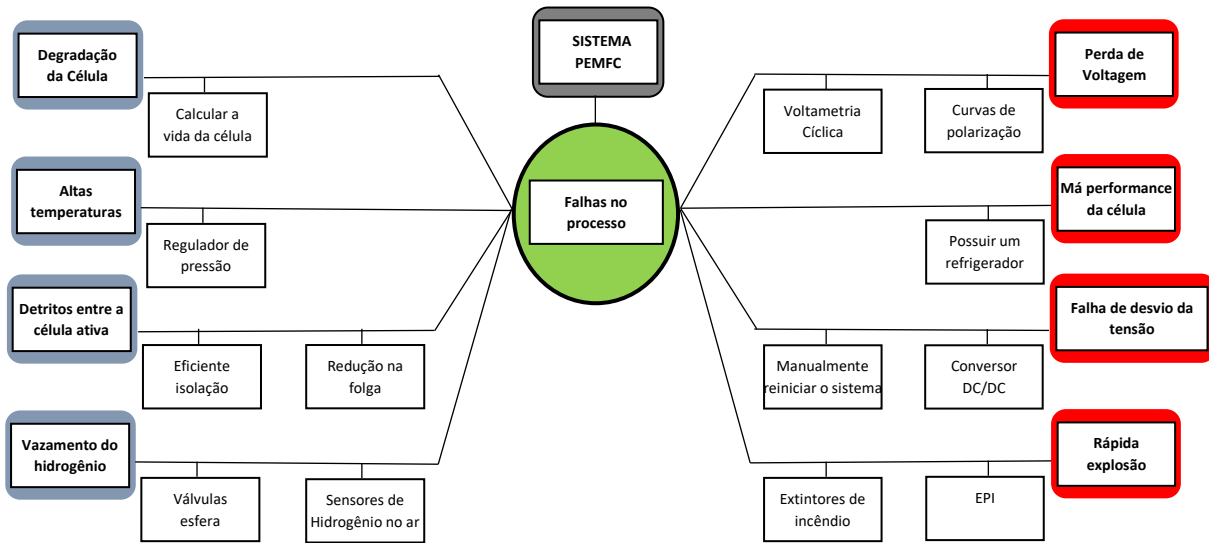 SISTEMA
PEMFC
Falhas no
processo
Degradação
da Célula
Calcular a
vida da célula
Altas
temperaturas
Regulador de
pressão
Detritos entre a
célula ativa
Eficiente
isolação
Redução na
folga
Vazamento do
hidrogênio
Válvulas
esfera
Sensores de
Hidrogênio no ar
Perda de
Voltagem
Voltametria
Cíclica
Curvas de
polarização
Má performance
da célula
Possuir um
refrigerador
Falha de desvio da
tensão
Manualmente
reiniciar o sistema
Conversor
DC/DC
Rápida
explosão
Extintores de
incêndio
EPI